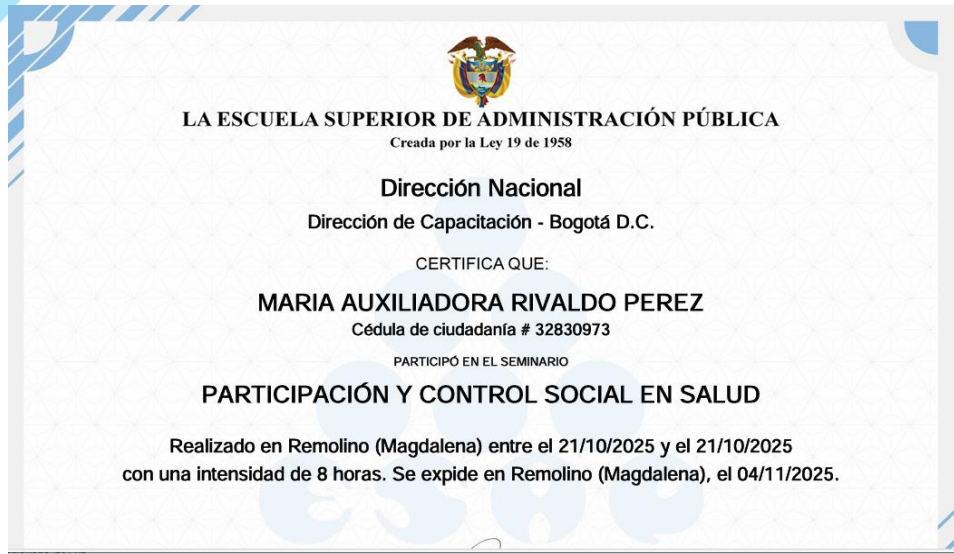 LA ESCUELA SUPERIOR DE ADMINISTRACIÓN PÚBLICA
Creada por la Ley 19 de 1958
Dirección Nacional
Dirección de Capacitación - Bogotá D.C.
CERTIFICA QUE:
MARIA AUXILIADORA RIVALDO PEREZ
Cédula de ciudadanía # 32830973
PARTICIPÓ EN EL SEMINARIO
PARTICIPACIÓN Y CONTROL SOCIAL EN SALUD
Realizado en Remolino (Magdalena) entre el 21/10/2025 y el 21/10/2025
con una intensidad de 8 horas. Se expide en Remolino (Magdalena), el 04/11/2025.
esap